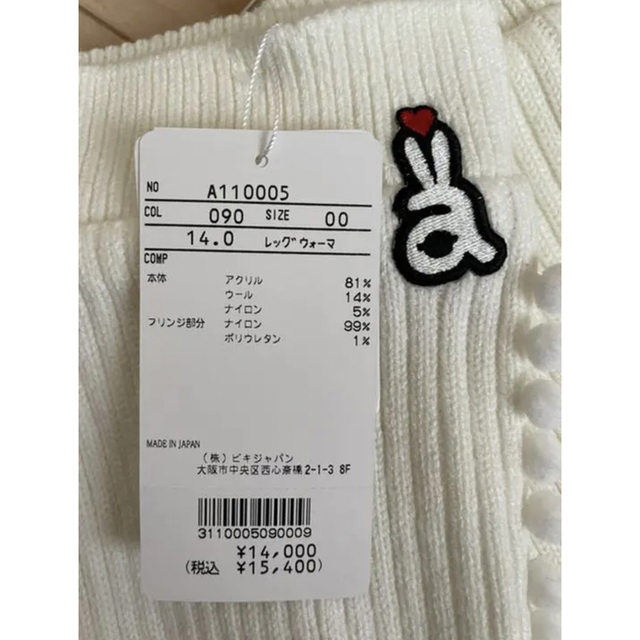 NO A110005
COL 090 SIZE 00
14.0 レッグウォーマ
COMP
本体 アクリル 81%
ウール 14%
ナイロン 5%
フリンジ部分 ナイロン 99%
ポリウレタン 1%
MADE IN JAPAN
(株)ビキジャパン
大阪市中央区西心斎橋2-1-3 8F
3110005090009
¥14,000
(税込 ¥15,400)
a